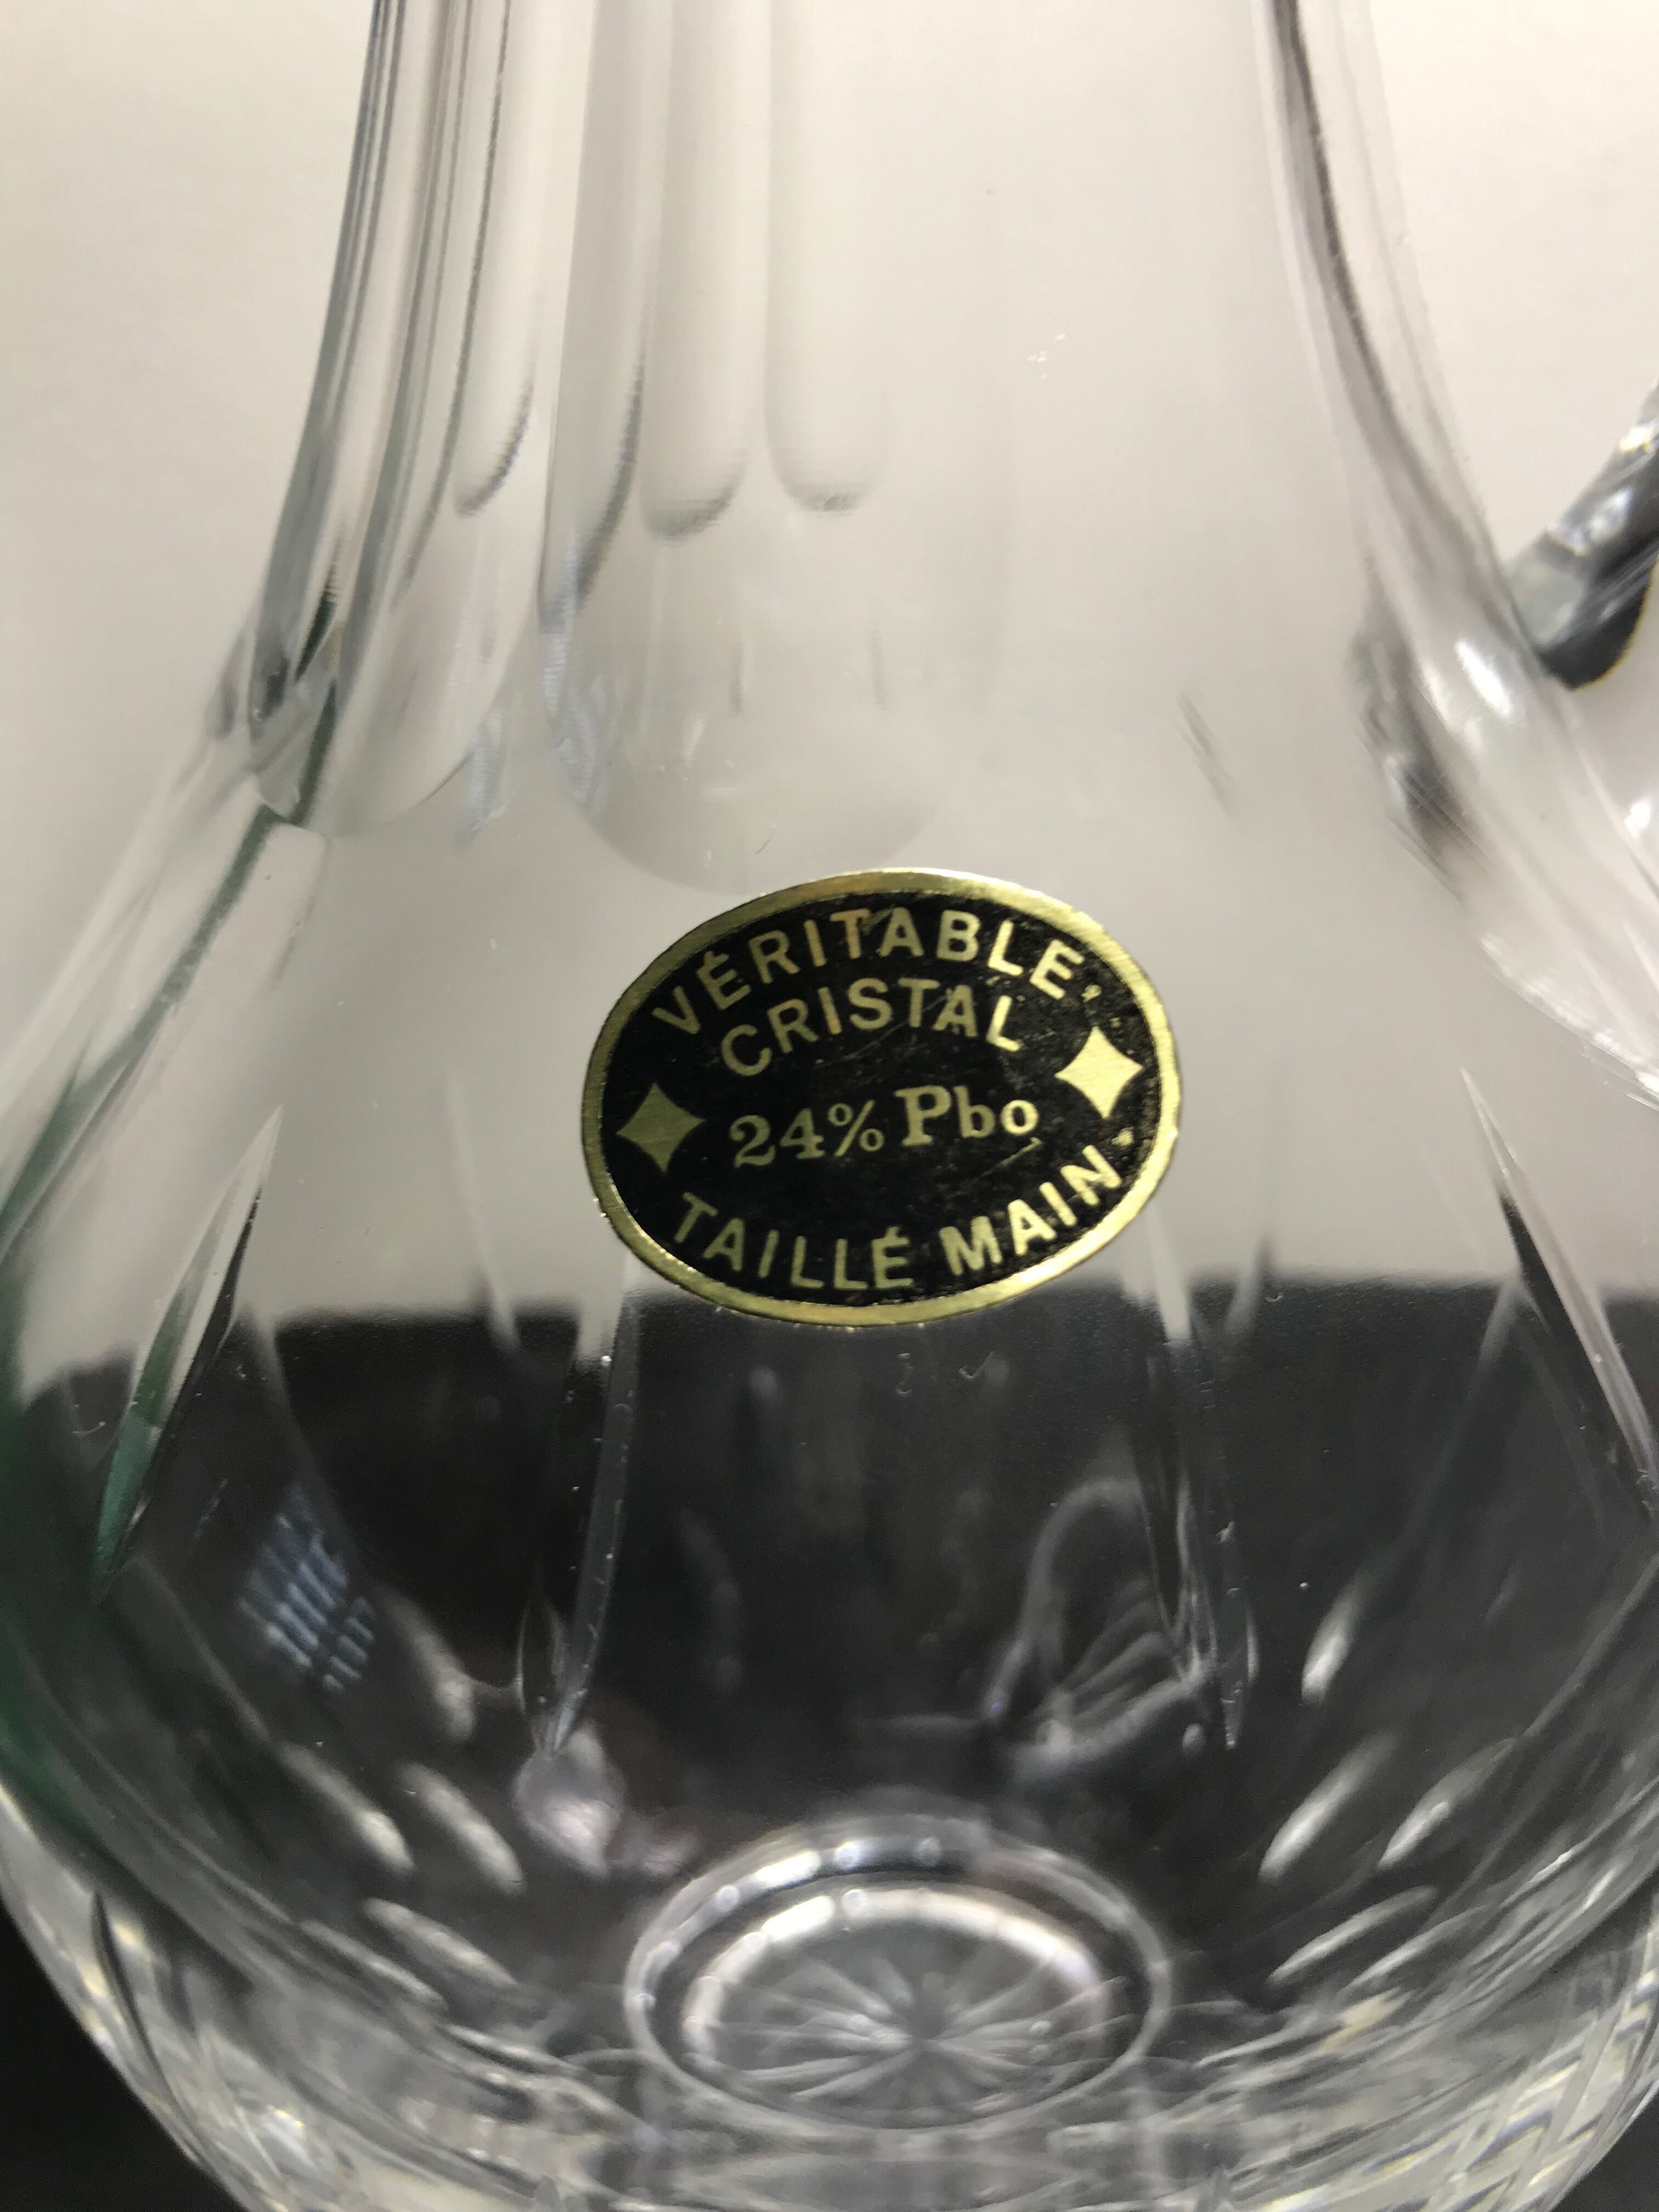 VÉRITABLE
CRISTAL
24% Pbo
TAILLÉ MAIN